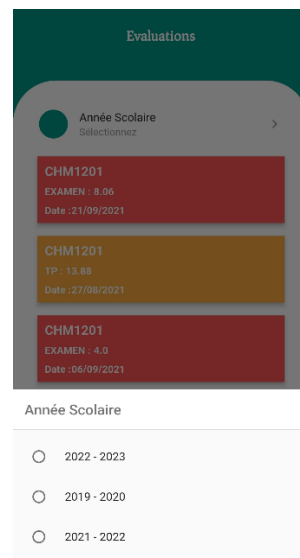 Evaluations
Année Scolaire
Sélectionnez
CHM1201
EXAMEN : 8.06
Date :21/09/2021
CHM1201
TP : 13.88
Date :27/08/2021
CHM1201
EXAMEN : 4.0
Date :06/09/2021
Année Scolaire
2022 - 2023
2019 - 2020
2021 - 2022